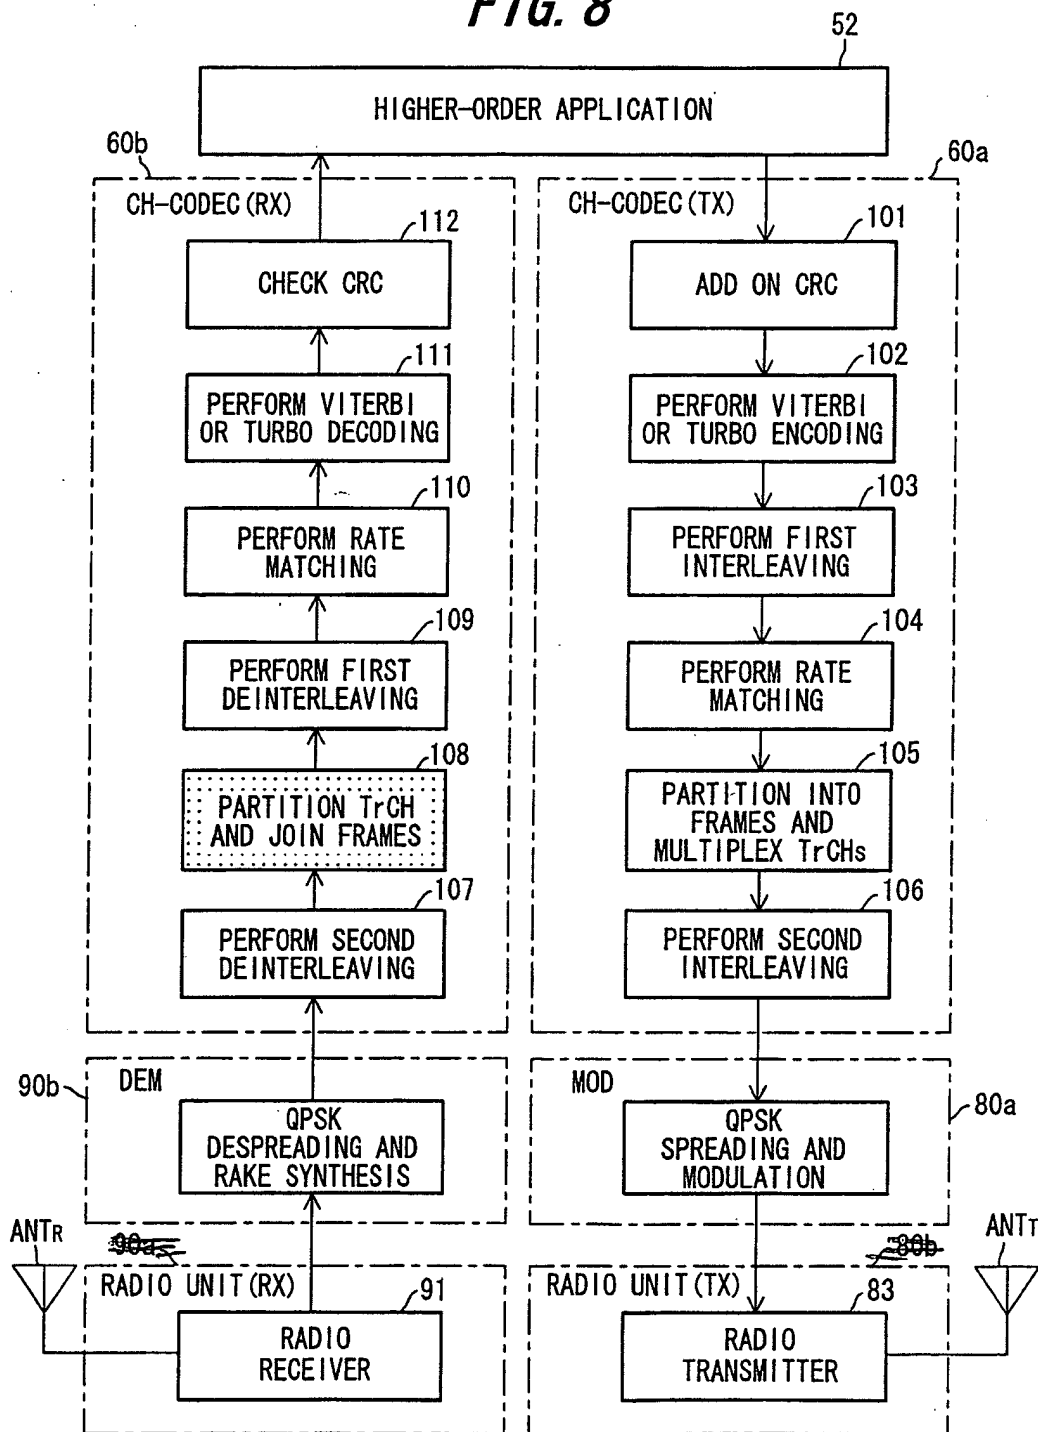 FIG. 8
52
HIGHER-ORDER APPLICATION
60b
60a
CH-CODEC(RX)
CH-CODEC(TX)
112
CHECK CRC
101
ADD ON CRC
111
PERFORM VITERBI
OR TURBO DECODING
102
PERFORM VITERBI
OR TURBO ENCODING
110
PERFORM RATE
MATCHING
103
PERFORM FIRST
INTERLEAVING
109
PERFORM FIRST
DEINTERLEAVING
104
PERFORM RATE
MATCHING
108
PARTITION TrCH
AND JOIN FRAMES
105
PARTITION INTO
FRAMES AND
MULTIPLEX TrCHs
107
PERFORM SECOND
DEINTERLEAVING
106
PERFORM SECOND
INTERLEAVING
90b
DEM
QPSK
DESPREADING AND
RAKE SYNTHESIS
MOD
80a
QPSK
SPREADING AND
MODULATION
ANTR
90a
80b
ANTT
RADIO UNIT(RX)
91
RADIO
RECEIVER
RADIO UNIT(TX)
83
RADIO
TRANSMITTER